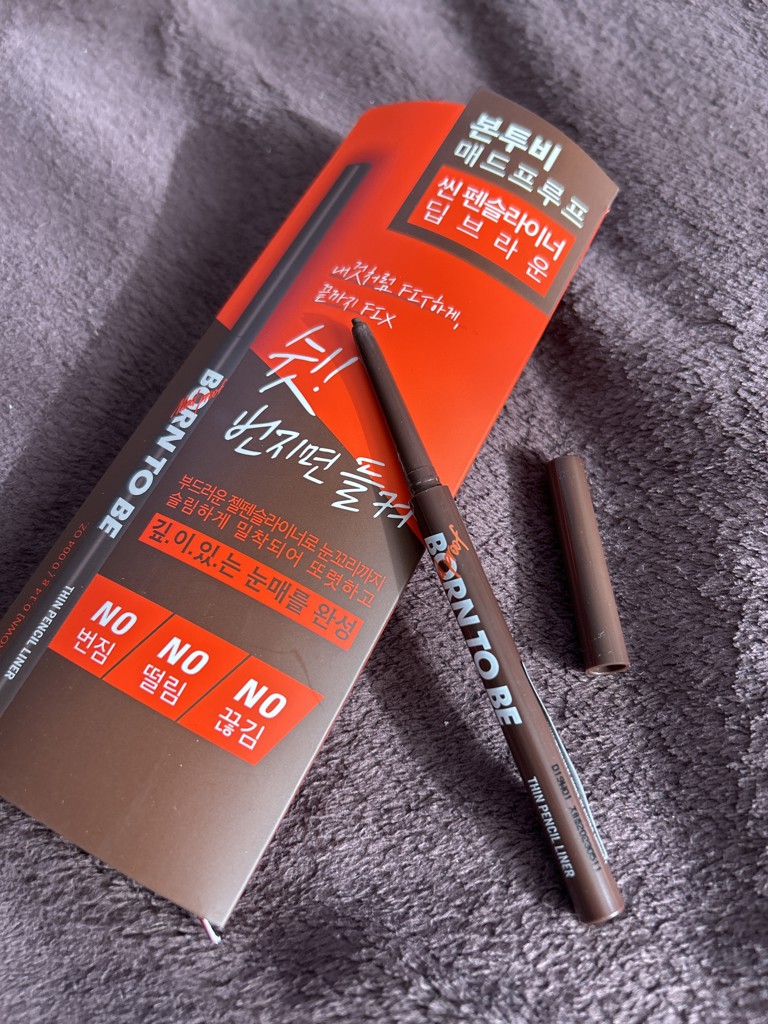 본투비
매드프루프
씬 펜슬라이너
딥브라운
내것처럼 FIT하게,
끝까지 FIX
쉿!
번지면 들켜
BORN TO BE
부드러운 젤펜슬라이너로 눈꼬리까지
슬림하게 밀착되어 또렷하고
깊.이.있.는 눈매를 완성
NO
번짐
NO
떨림
NO
끊김
THIN PENCIL LINER
0.14 g / 0.004 OZ
BORN TO BE
THIN PENCIL LINER